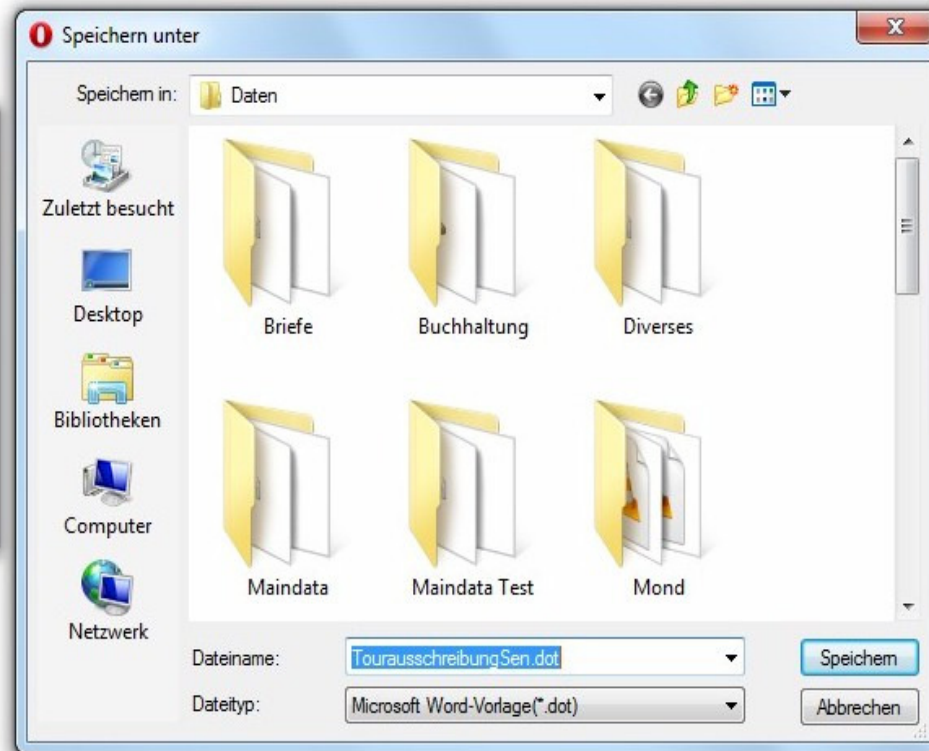 Speichern unter
Speichern in: Daten
Zuletzt besucht
Desktop
Bibliotheken
Computer
Netzwerk
Briefe Buchhaltung Diverses
Maindata Maindata Test Mond
Dateiname: TourausschreibungSen.dot Speichern
Dateityp: Microsoft Word-Vorlage(*.dot) Abbrechen